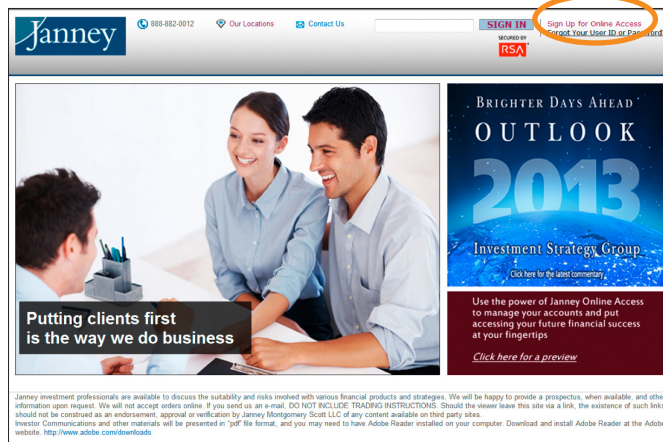 Janney
888-882-0012
Our Locations
Contact Us
SIGN IN
SECURED BY
RSA
Sign Up for Online Access
Forgot Your User ID or Password
BRIGHTER DAYS AHEAD
OUTLOOK
2013
Investment Strategy Group
Click here for the latest commentary
Putting clients first
is the way we do business
Use the power of Janney Online Access
to manage your accounts and put
accessing your future financial success
at your fingertips
Click here for a preview
Janney investment professionals are available to discuss the suitability and risks involved with various financial products and strategies. We will be happy to provide a prospectus, when available, and othe
information upon request. We will not accept orders online. If you send us an e-mail, DO NOT INCLUDE TRADING INSTRUCTIONS. Should the viewer leave this site via a link, the existence of such links
should not be construed as an endorsement, approval or verification by Janney Montgomery Scott LLC of any content available on third party sites.
Investor Communications and other materials will be presented in "pdf" file format, and you may need to have Adobe Reader installed on your computer. Download and install Adobe Reader at the Adob
website. http://www.adobe.com/downloads